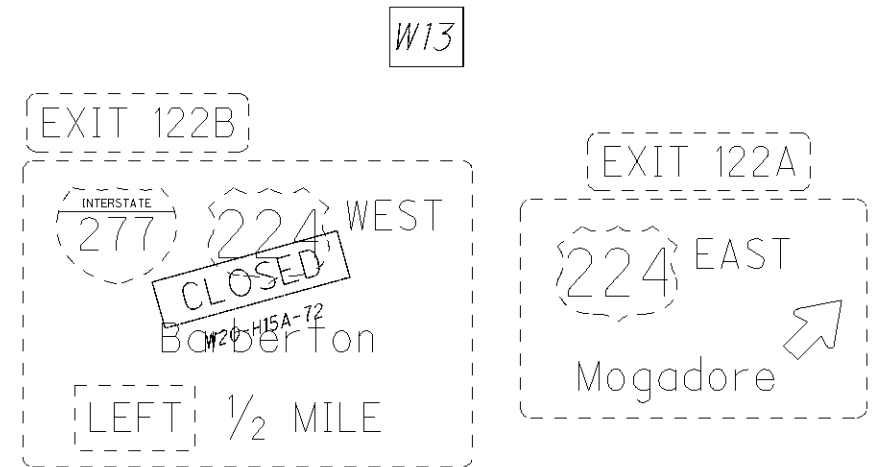 W13
EXIT 122B
INTERSTATE
277
224
WEST
CLOSED
W20-H15A-72
Barberton
LEFT
1/2 MILE
EXIT 122A
224
EAST
Mogadore